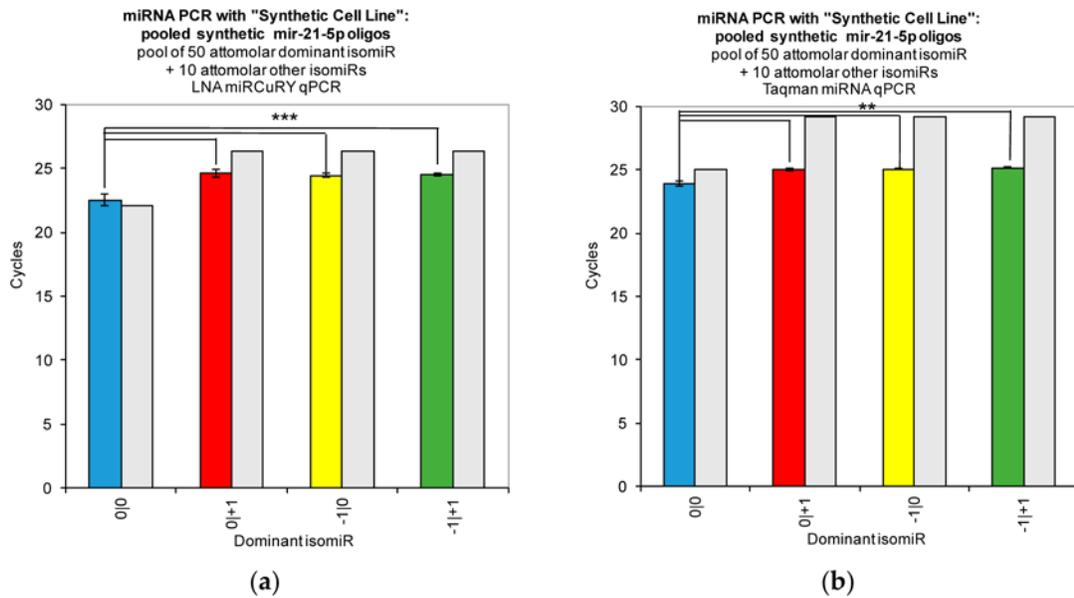 miRNA PCR with "Synthetic Cell Line":
pooled synthetic mir-21-5p oligos
pool of 50 attomolar dominant isomiR
+ 10 attomolar other isomiRs
LNA miRCuRY qPCR
30
25
20
15
10
5
0
Cycles
***
0|0
0|+1
-1|0
-1|+1
Dominant isomiR
(a)
miRNA PCR with "Synthetic Cell Line":
pooled synthetic mir-21-5p oligos
pool of 50 attomolar dominant isomiR
+ 10 attomolar other isomiRs
Taqman miRNA qPCR
30
25
20
15
10
5
0
Cycles
**
0|0
0|+1
-1|0
-1|+1
Dominant isomiR
(b)